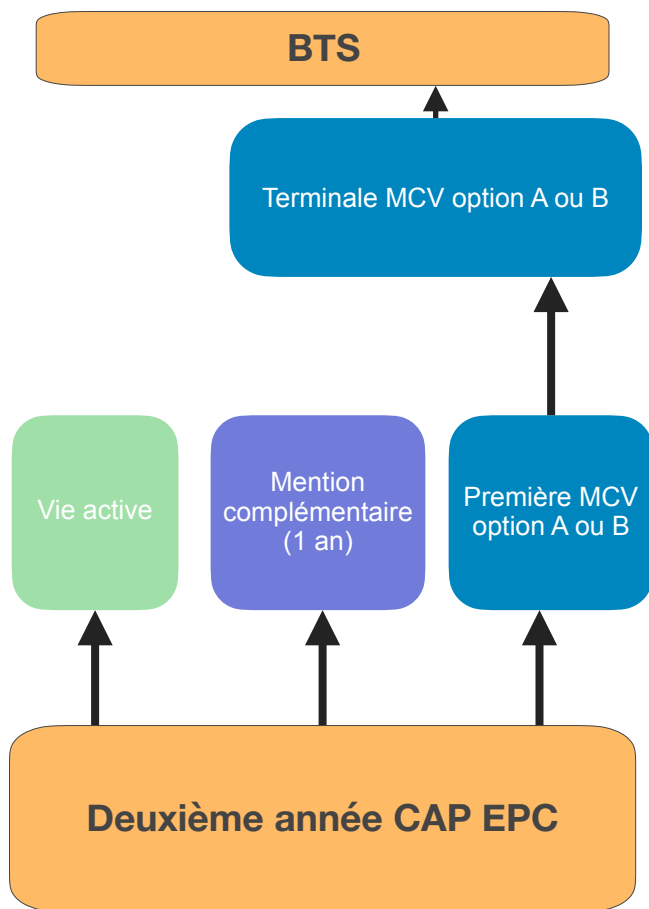 BTS
Terminale MCV option A ou B
Vie active
Mention
complémentaire
(1 an)
Première MCV
option A ou B
Deuxième année CAP EPC